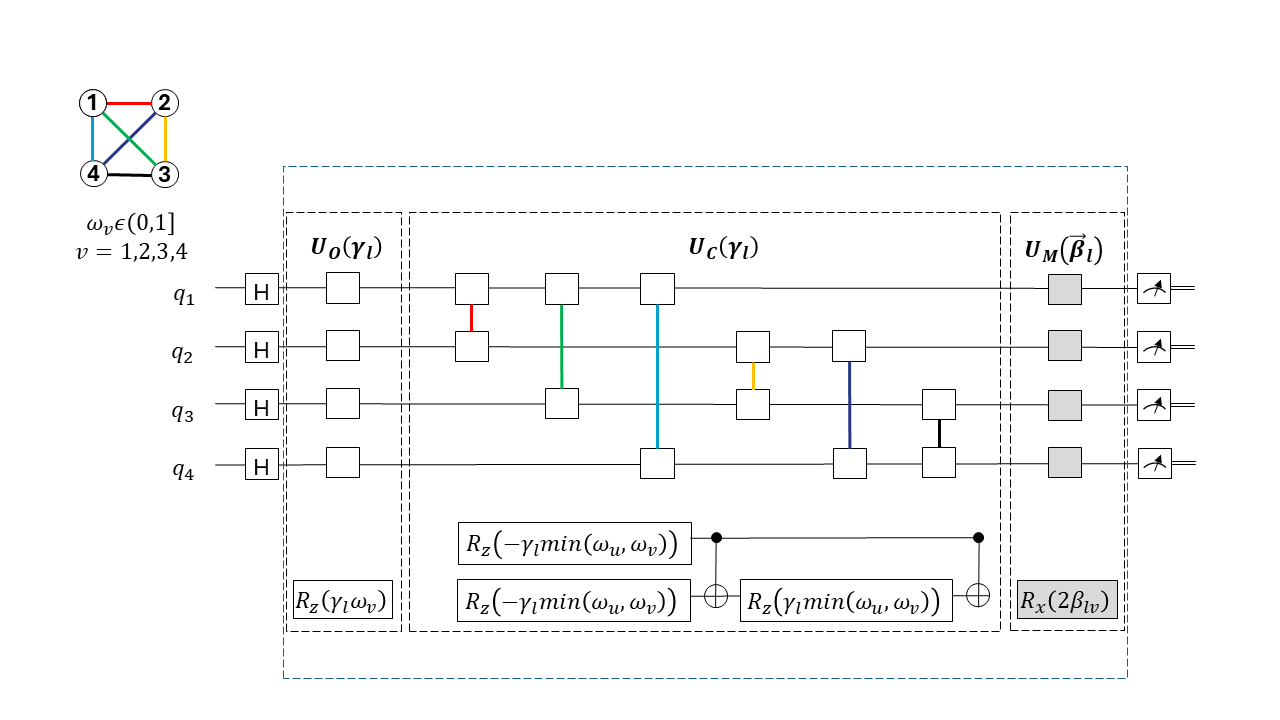 1 2
4 3
ω_v ϵ(0,1]
v = 1,2,3,4
U_O(γ_l) U_C(γ_l) U_M(β⃗_l)
q_1 H
q_2 H
q_3 H
q_4 H
R_z(−γ_l min(ω_u, ω_v))
R_z(γ_l ω_v) R_z(−γ_l min(ω_u, ω_v)) R_z(γ_l min(ω_u, ω_v)) R_x(2β_lv)